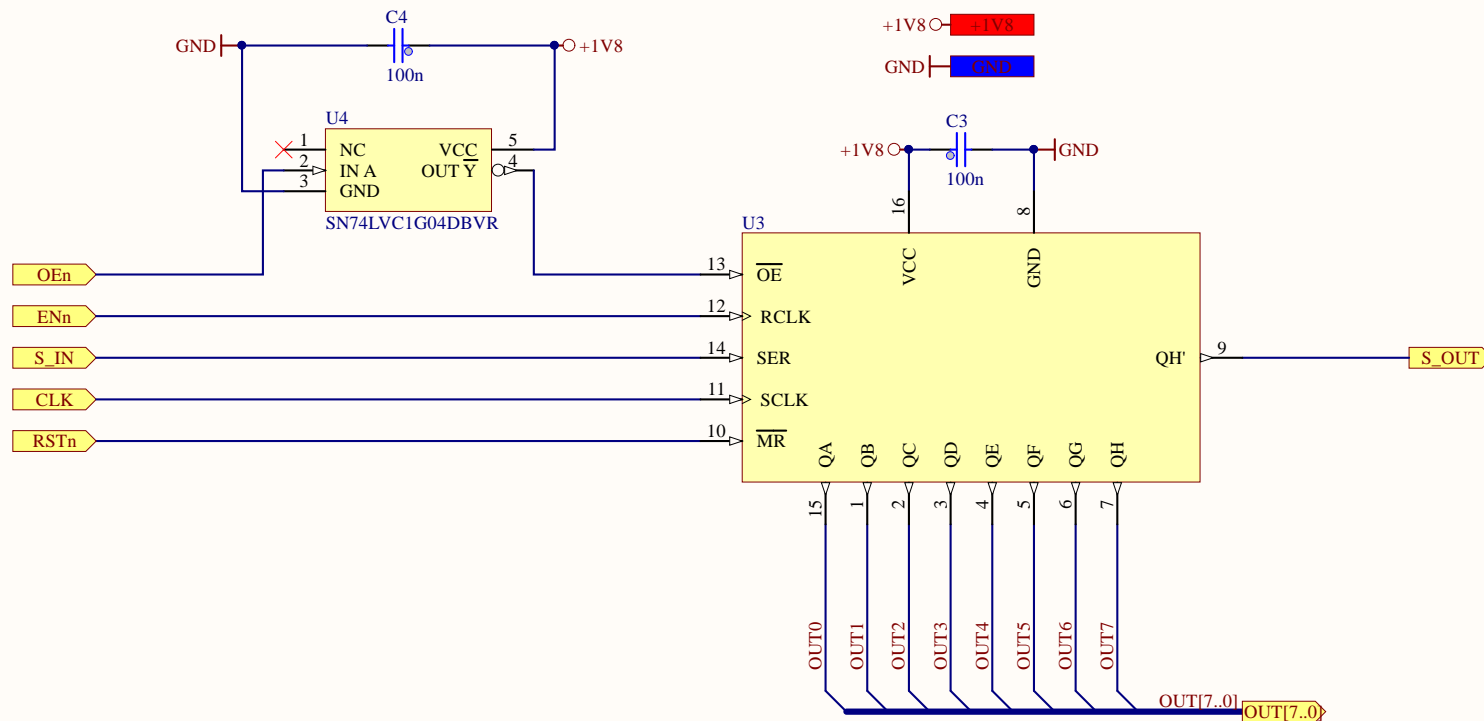 C4
GND
+1V8
100n
+1V8
+1V8
GND
GND
U4
1
NC
VCC
5
2
IN A
OUT Y
4
3
GND
SN74LVC1G04DBVR
C3
+1V8
GND
100n
16
8
U3
VCC
GND
OEn
13
OE
ENn
12
RCLK
S_IN
14
SER
QH'
9
S_OUT
CLK
11
SCLK
RSTn
10
MR
QA
QB
QC
QD
QE
QF
QG
QH
15
1
2
3
4
5
6
7
OUT0
OUT1
OUT2
OUT3
OUT4
OUT5
OUT6
OUT7
OUT[7..0]
OUT[7..0]